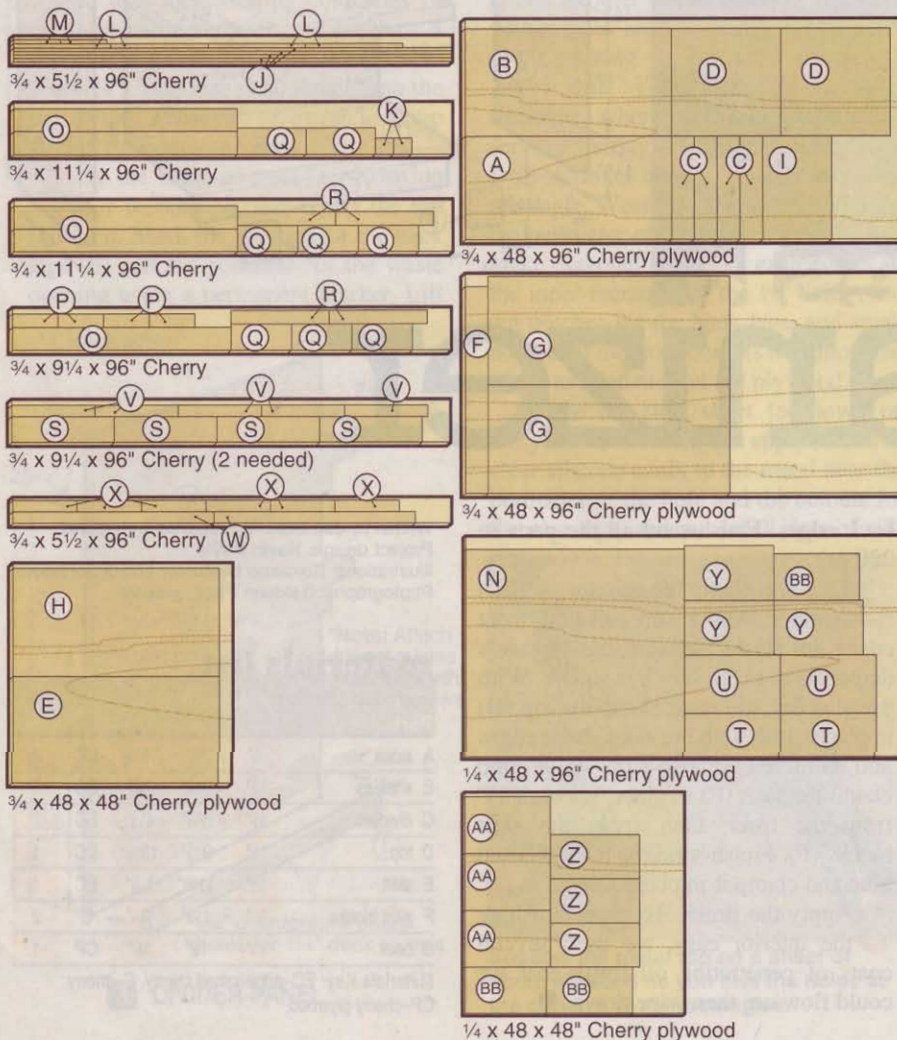 M L L
J
¾ x 5½ x 96" Cherry
O Q Q K
¾ x 11¼ x 96" Cherry
R
O Q Q Q
¾ x 11¼ x 96" Cherry
P P R
O Q Q Q
¾ x 9¼ x 96" Cherry
V V V
S S S S
¾ x 9¼ x 96" Cherry (2 needed)
X X X
W
¾ x 5½ x 96" Cherry
H
E
¾ x 48 x 48" Cherry plywood
B D D
A C C I
¾ x 48 x 96" Cherry plywood
F G
G
¾ x 48 x 96" Cherry plywood
N Y BB
Y Y
U U
T T
¼ x 48 x 96" Cherry plywood
AA Z
AA Z
AA Z
BB BB
¼ x 48 x 48" Cherry plywood